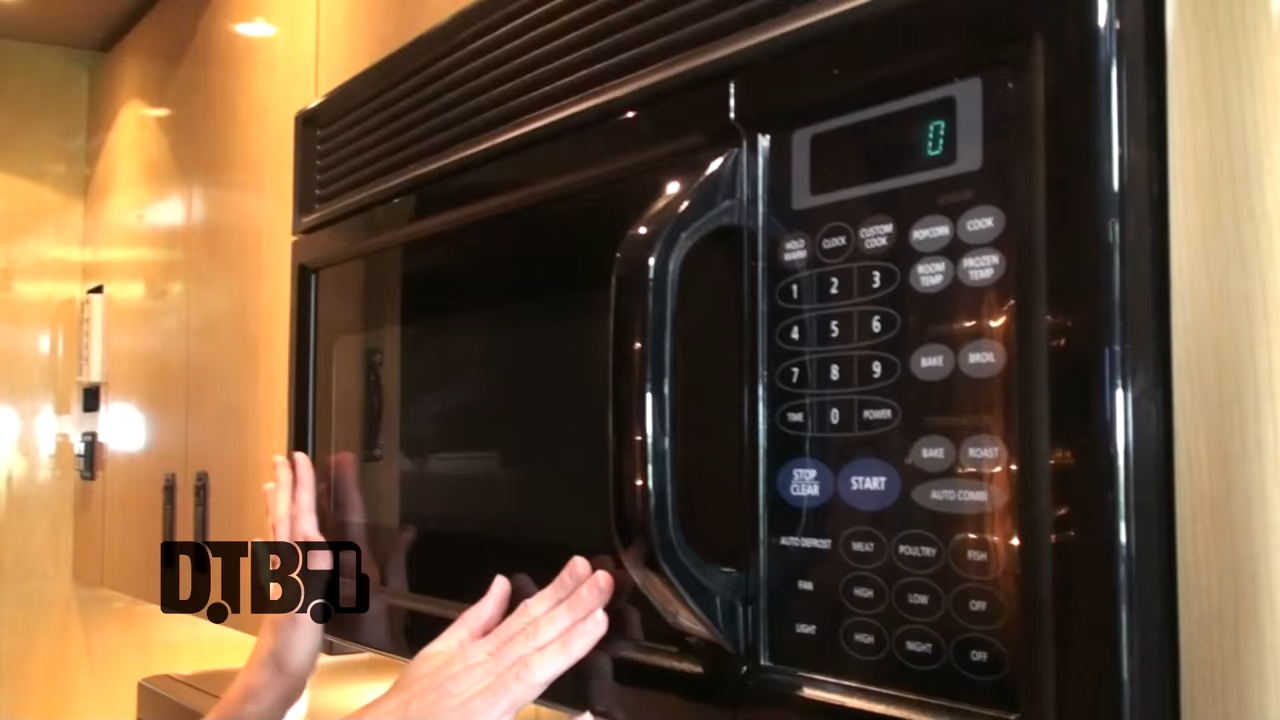 0
HOLD WARM
CLOCK
CUSTOM COOK
POPCORN
COOK
ROOM TEMP
FROZEN TEMP
1 2 3
4 5 6
BAKE
BROIL
7 8 9
TIME 0 POWER
BAKE
ROAST
STOP CLEAR
START
AUTO COMBI
AUTO DEFROST
MEAT
POULTRY
FISH
FAN
HIGH
LOW
OFF
LIGHT
HIGH
NIGHT
OFF
DTB